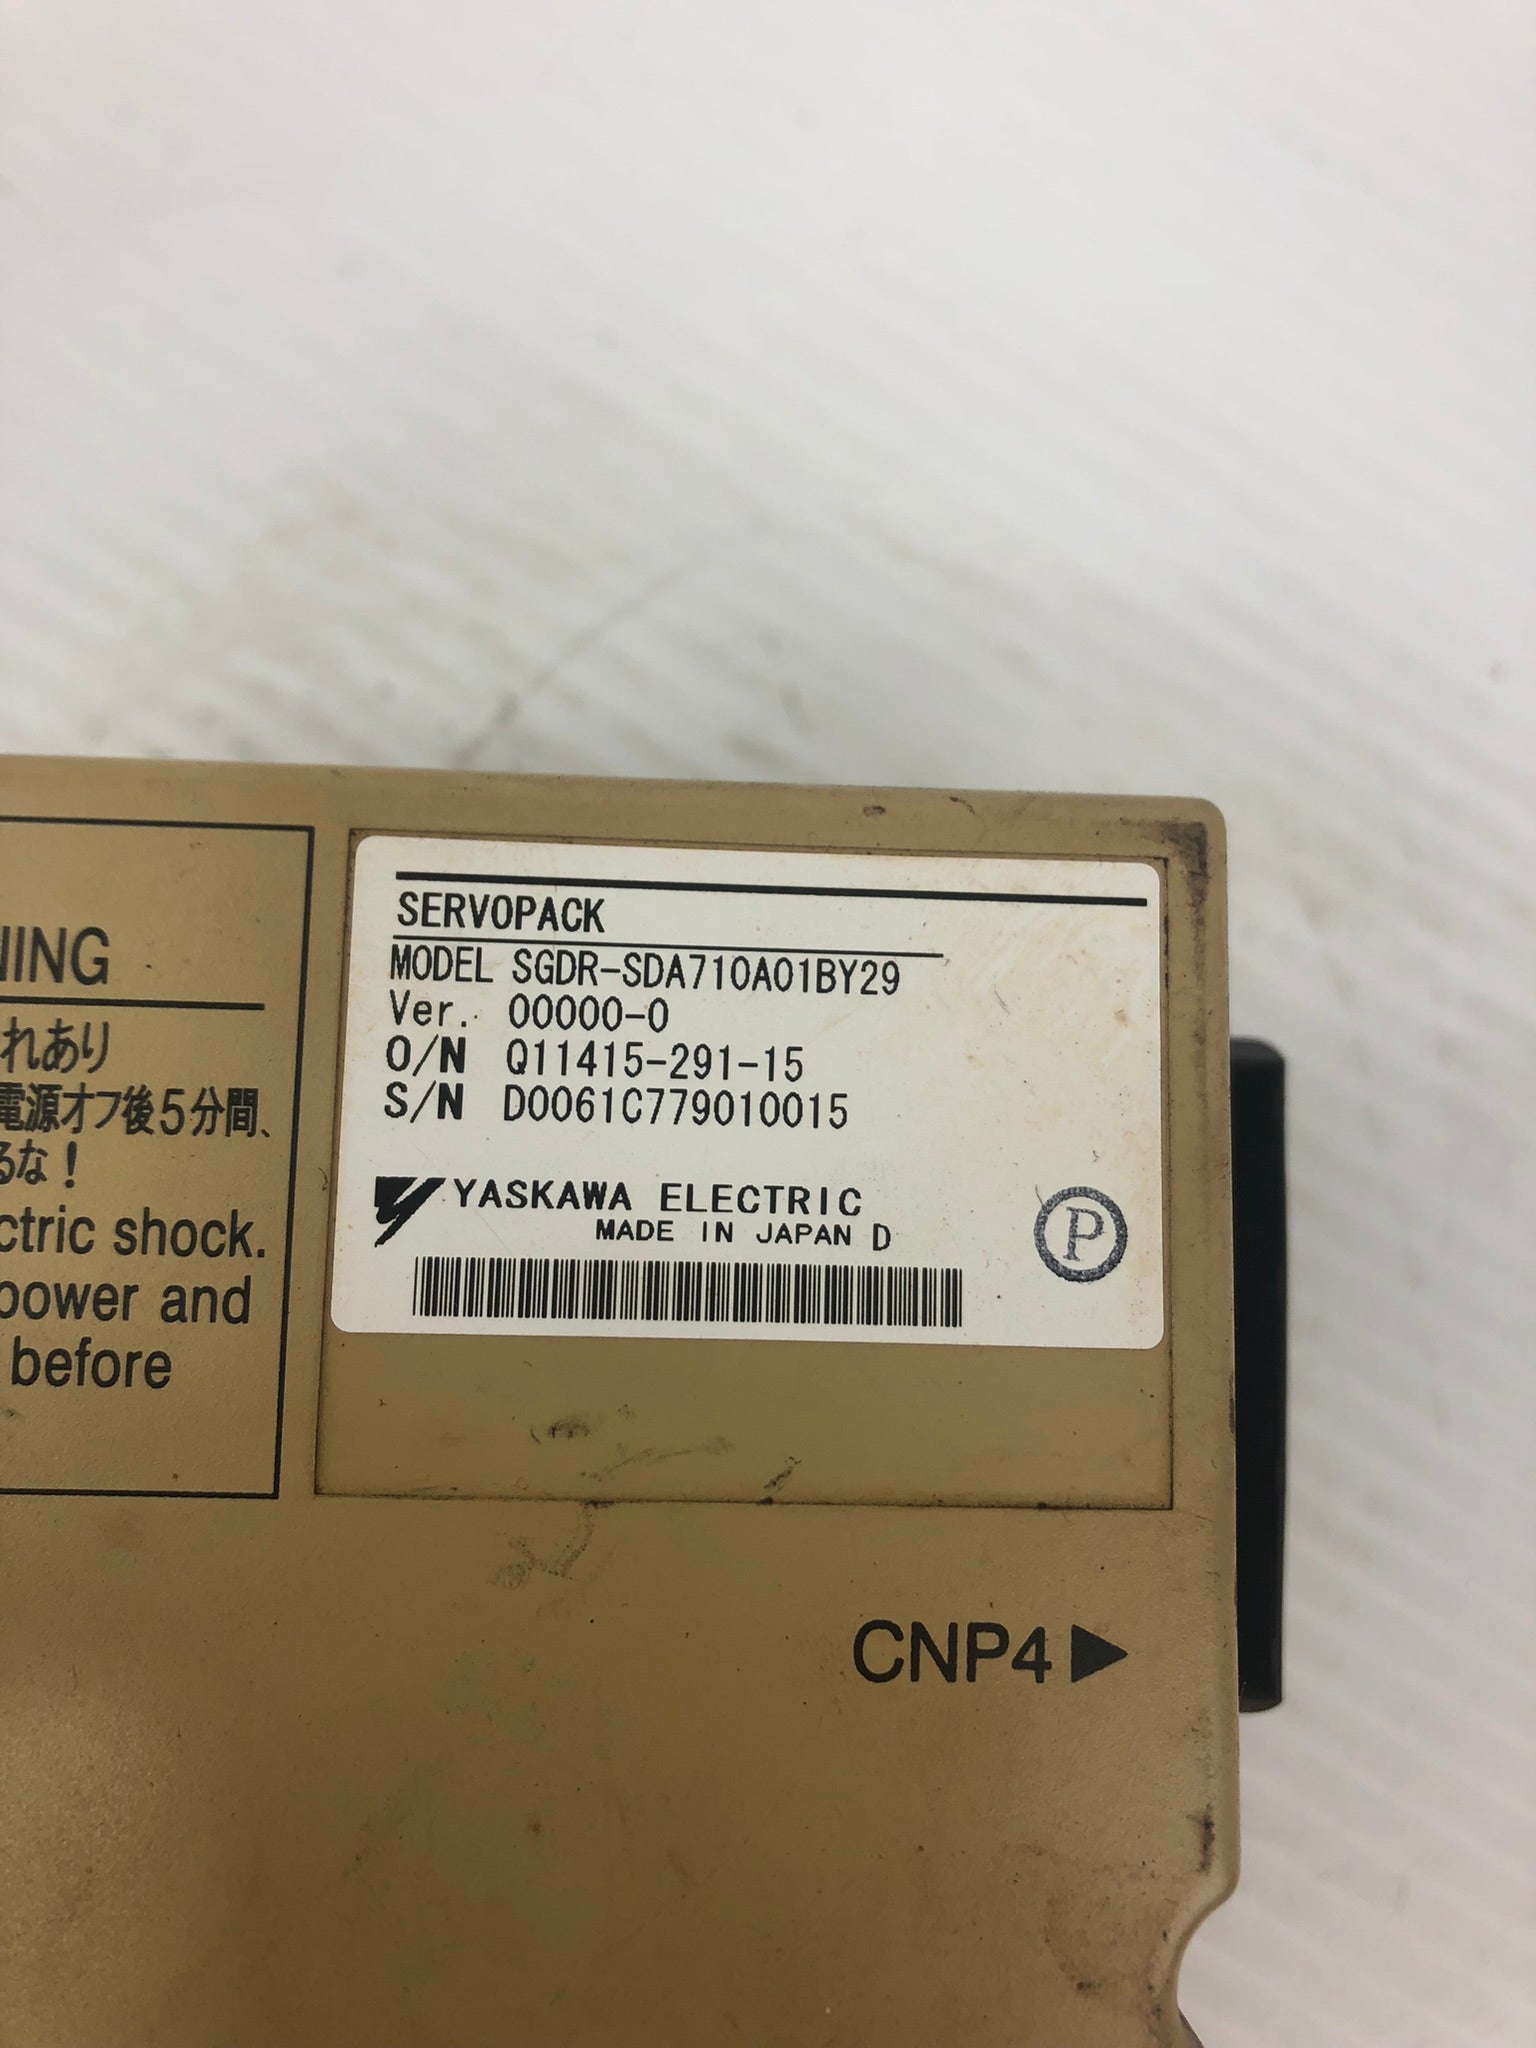 NING
れあり
電源オフ後5分間、
るな！
ctric shock.
power and
before
SERVOPACK
MODEL SGDR-SDA710A01BY29
Ver. 00000-0
O/N Q11415-291-15
S/N D0061C779010015
YASKAWA ELECTRIC
MADE IN JAPAN D
P
CNP4▶